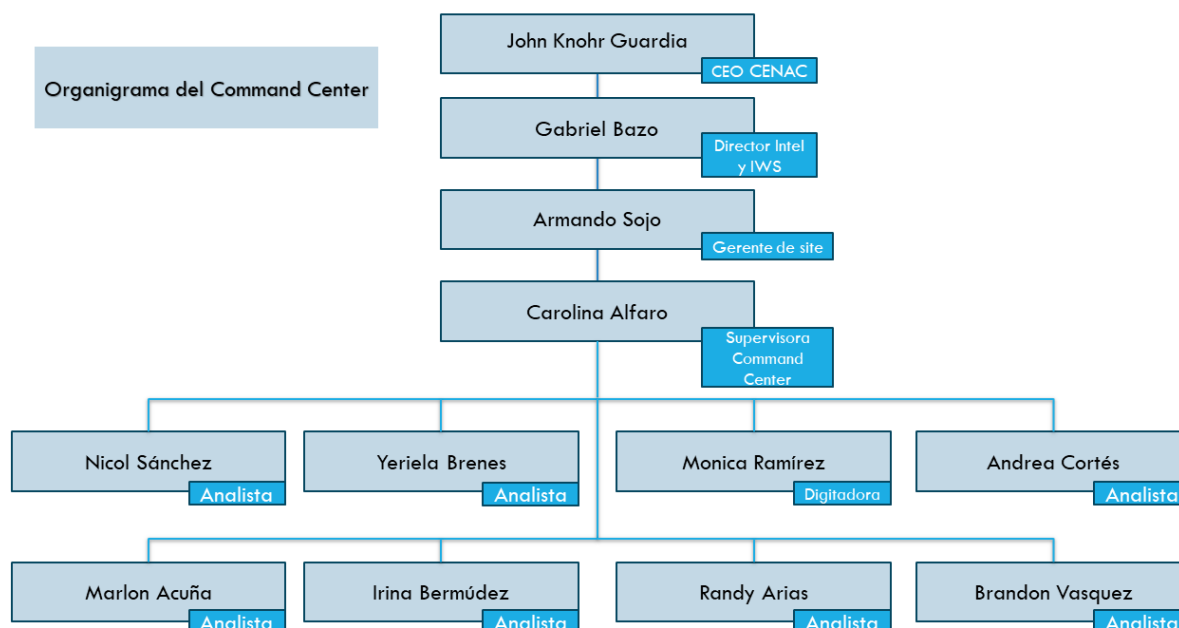 John Knohr Guardia
CEO CENAC
Organigrama del Command Center
Gabriel Bazo
Director Intel
y IWS
Armando Sojo
Gerente de site
Carolina Alfaro
Supervisora
Command
Center
Nicol Sánchez
Analista
Yeriela Brenes
Analista
Monica Ramírez
Digitadora
Andrea Cortés
Analista
Marlon Acuña
Analista
Irina Bermúdez
Analista
Randy Arias
Analista
Brandon Vasquez
Analista